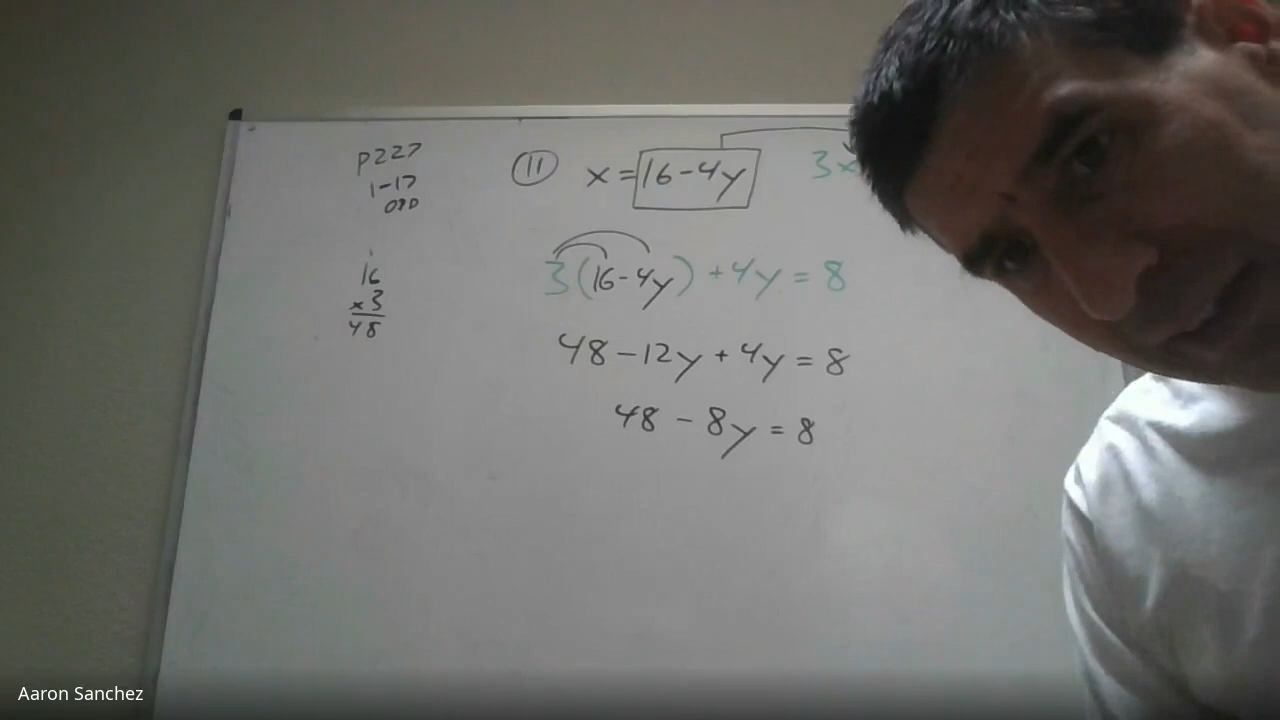 P227
1-17
ODD
11 x=16-4y 3x
3(16-4y)+4y=8
1
16
x3
48
48-12y+4y=8
48-8y=8
Aaron Sanchez